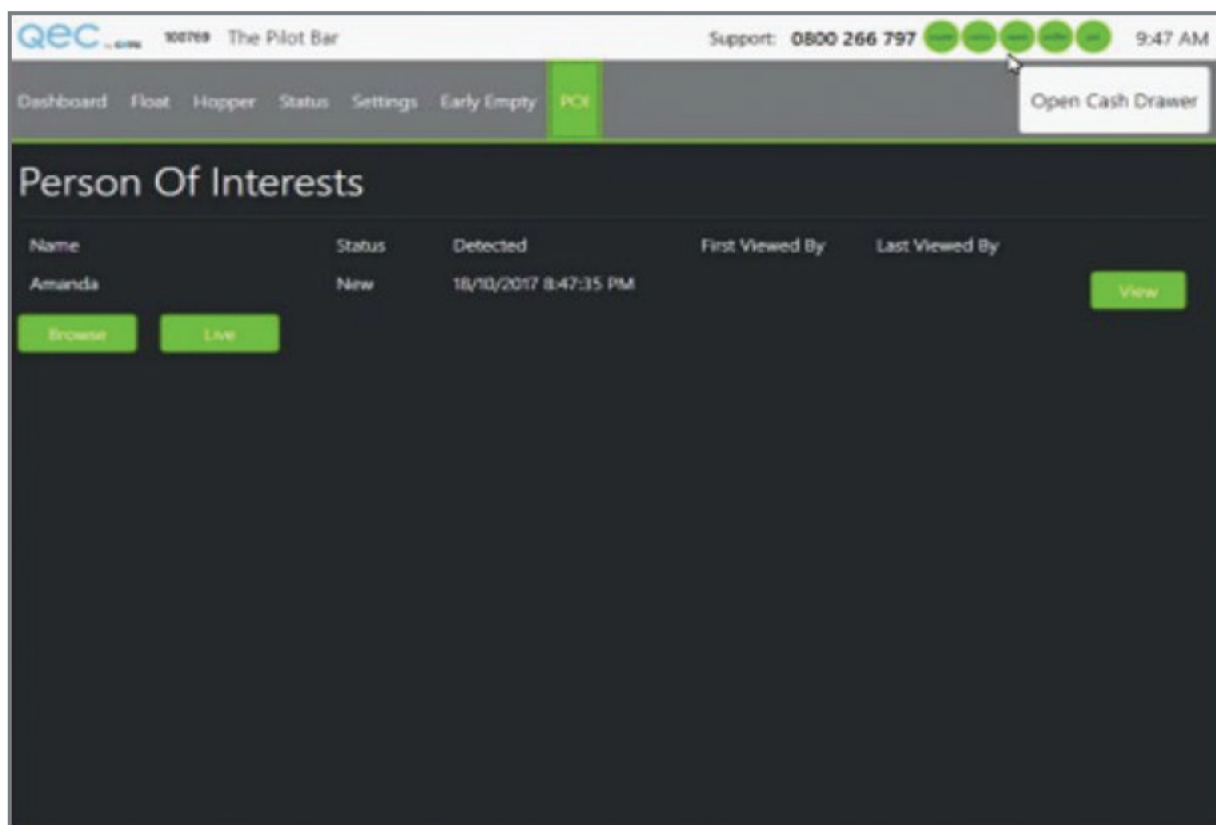 QEC
100769 The Pilot Bar Support: 0800 266 797 9:47 AM
Dashboard Float Hopper Status Settings Early Empty POI Open Cash Drawer
Person Of Interests
Name Status Detected First Viewed By Last Viewed By
Amanda New 18/10/2017 8:47:35 PM View
Browse Live